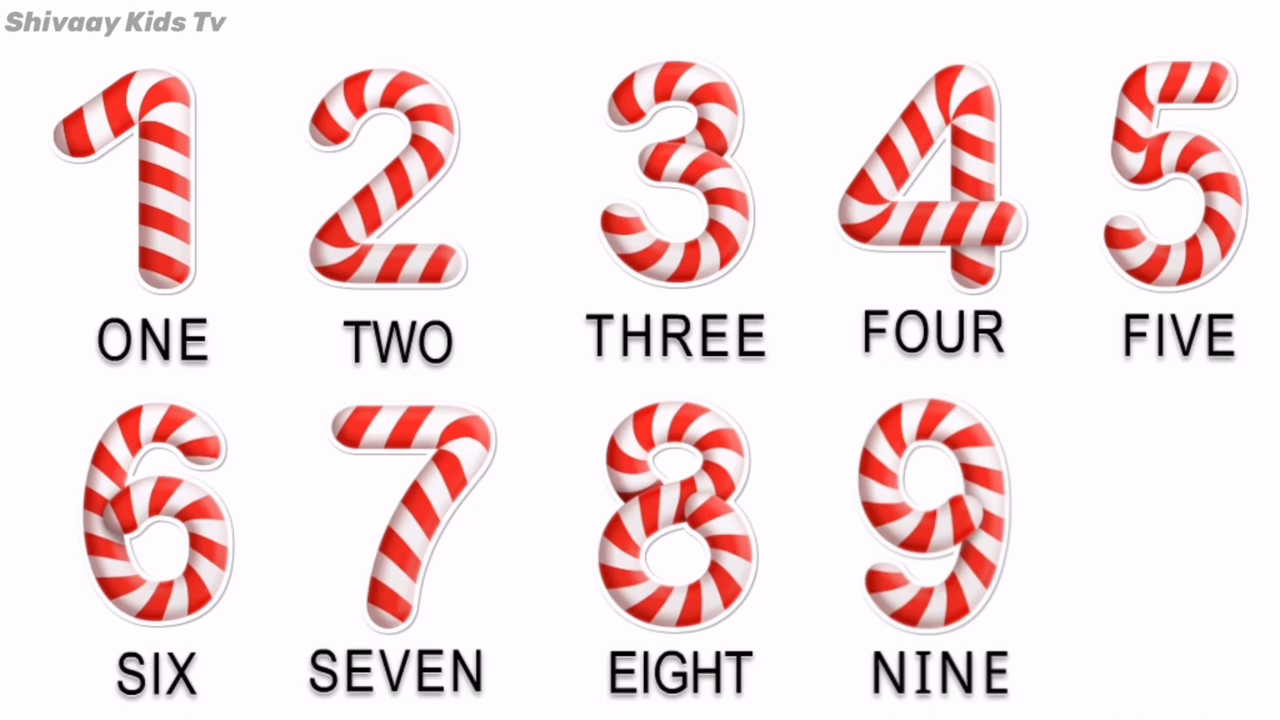 Shivaay Kids Tv
1 2 3 4 5
ONE TWO THREE FOUR FIVE
6 7 8 9
SIX SEVEN EIGHT NINE